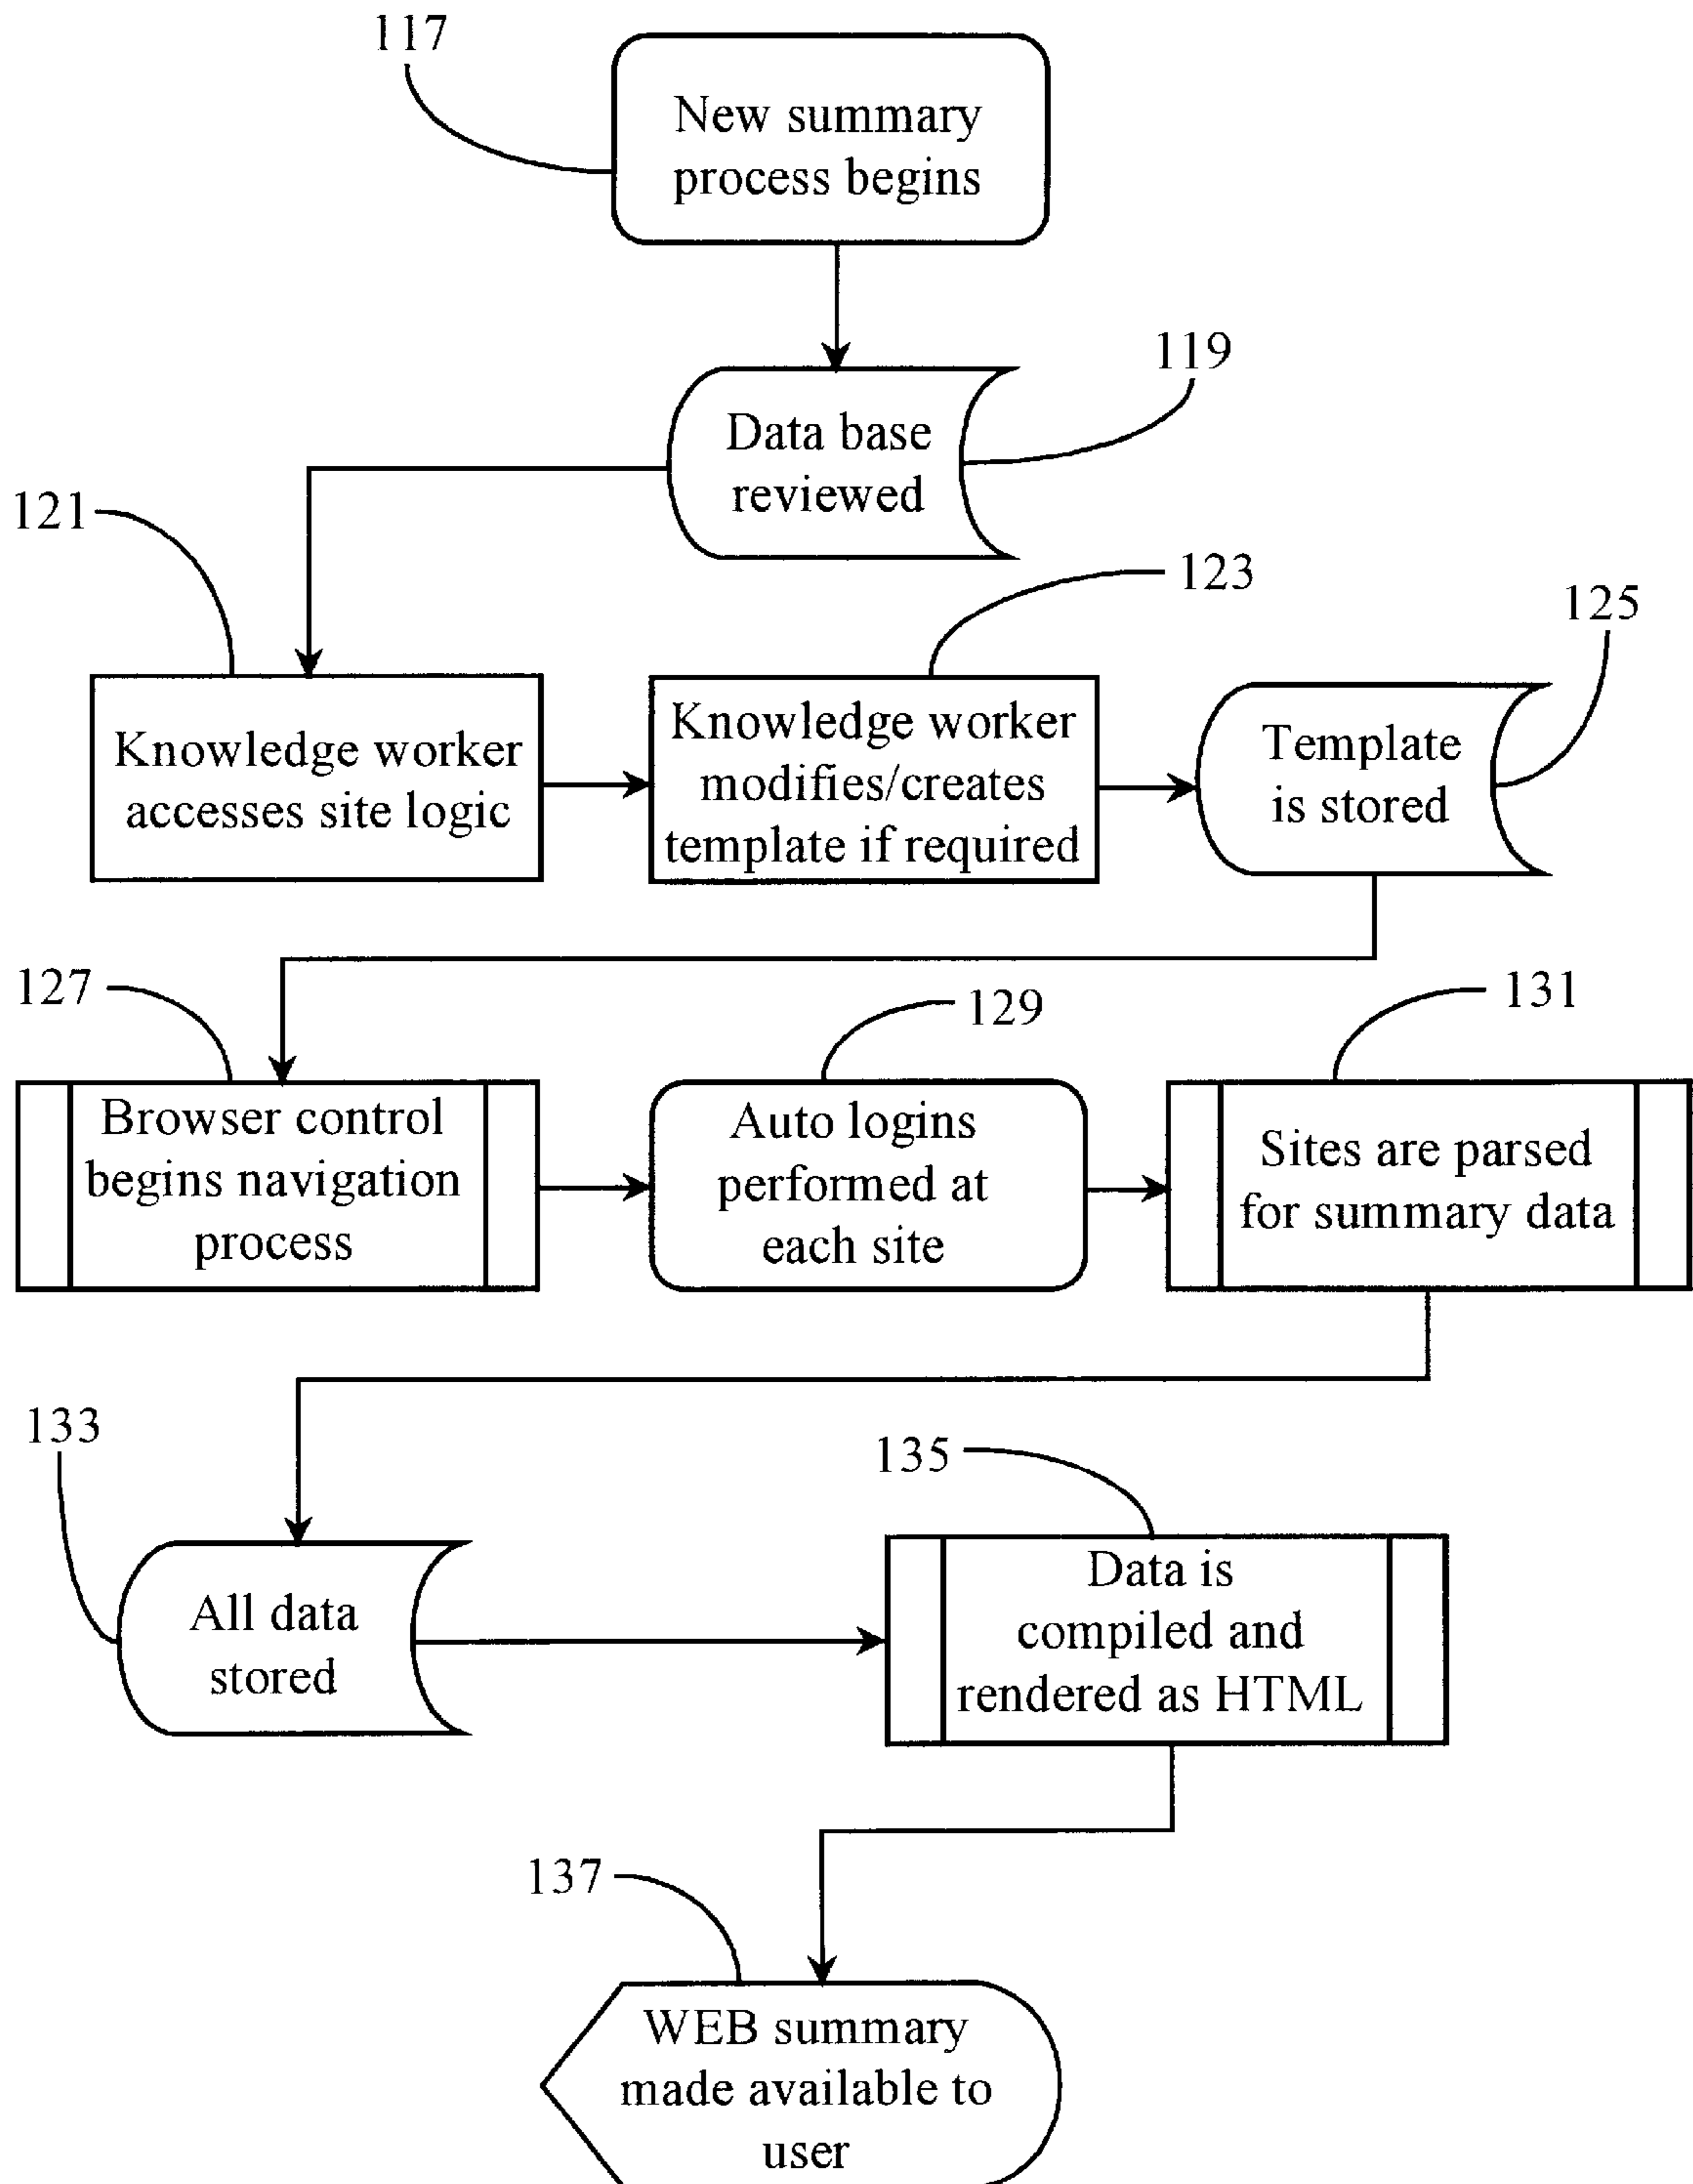 117
New summary
process begins
119
Data base
reviewed
121
123
125
Knowledge worker
accesses site logic
Knowledge worker
modifies/creates
template if required
Template
is stored
127
129
131
Browser control
begins navigation
process
Auto logins
performed at
each site
Sites are parsed
for summary data
133
135
All data
stored
Data is
compiled and
rendered as HTML
137
WEB summary
made available to
user